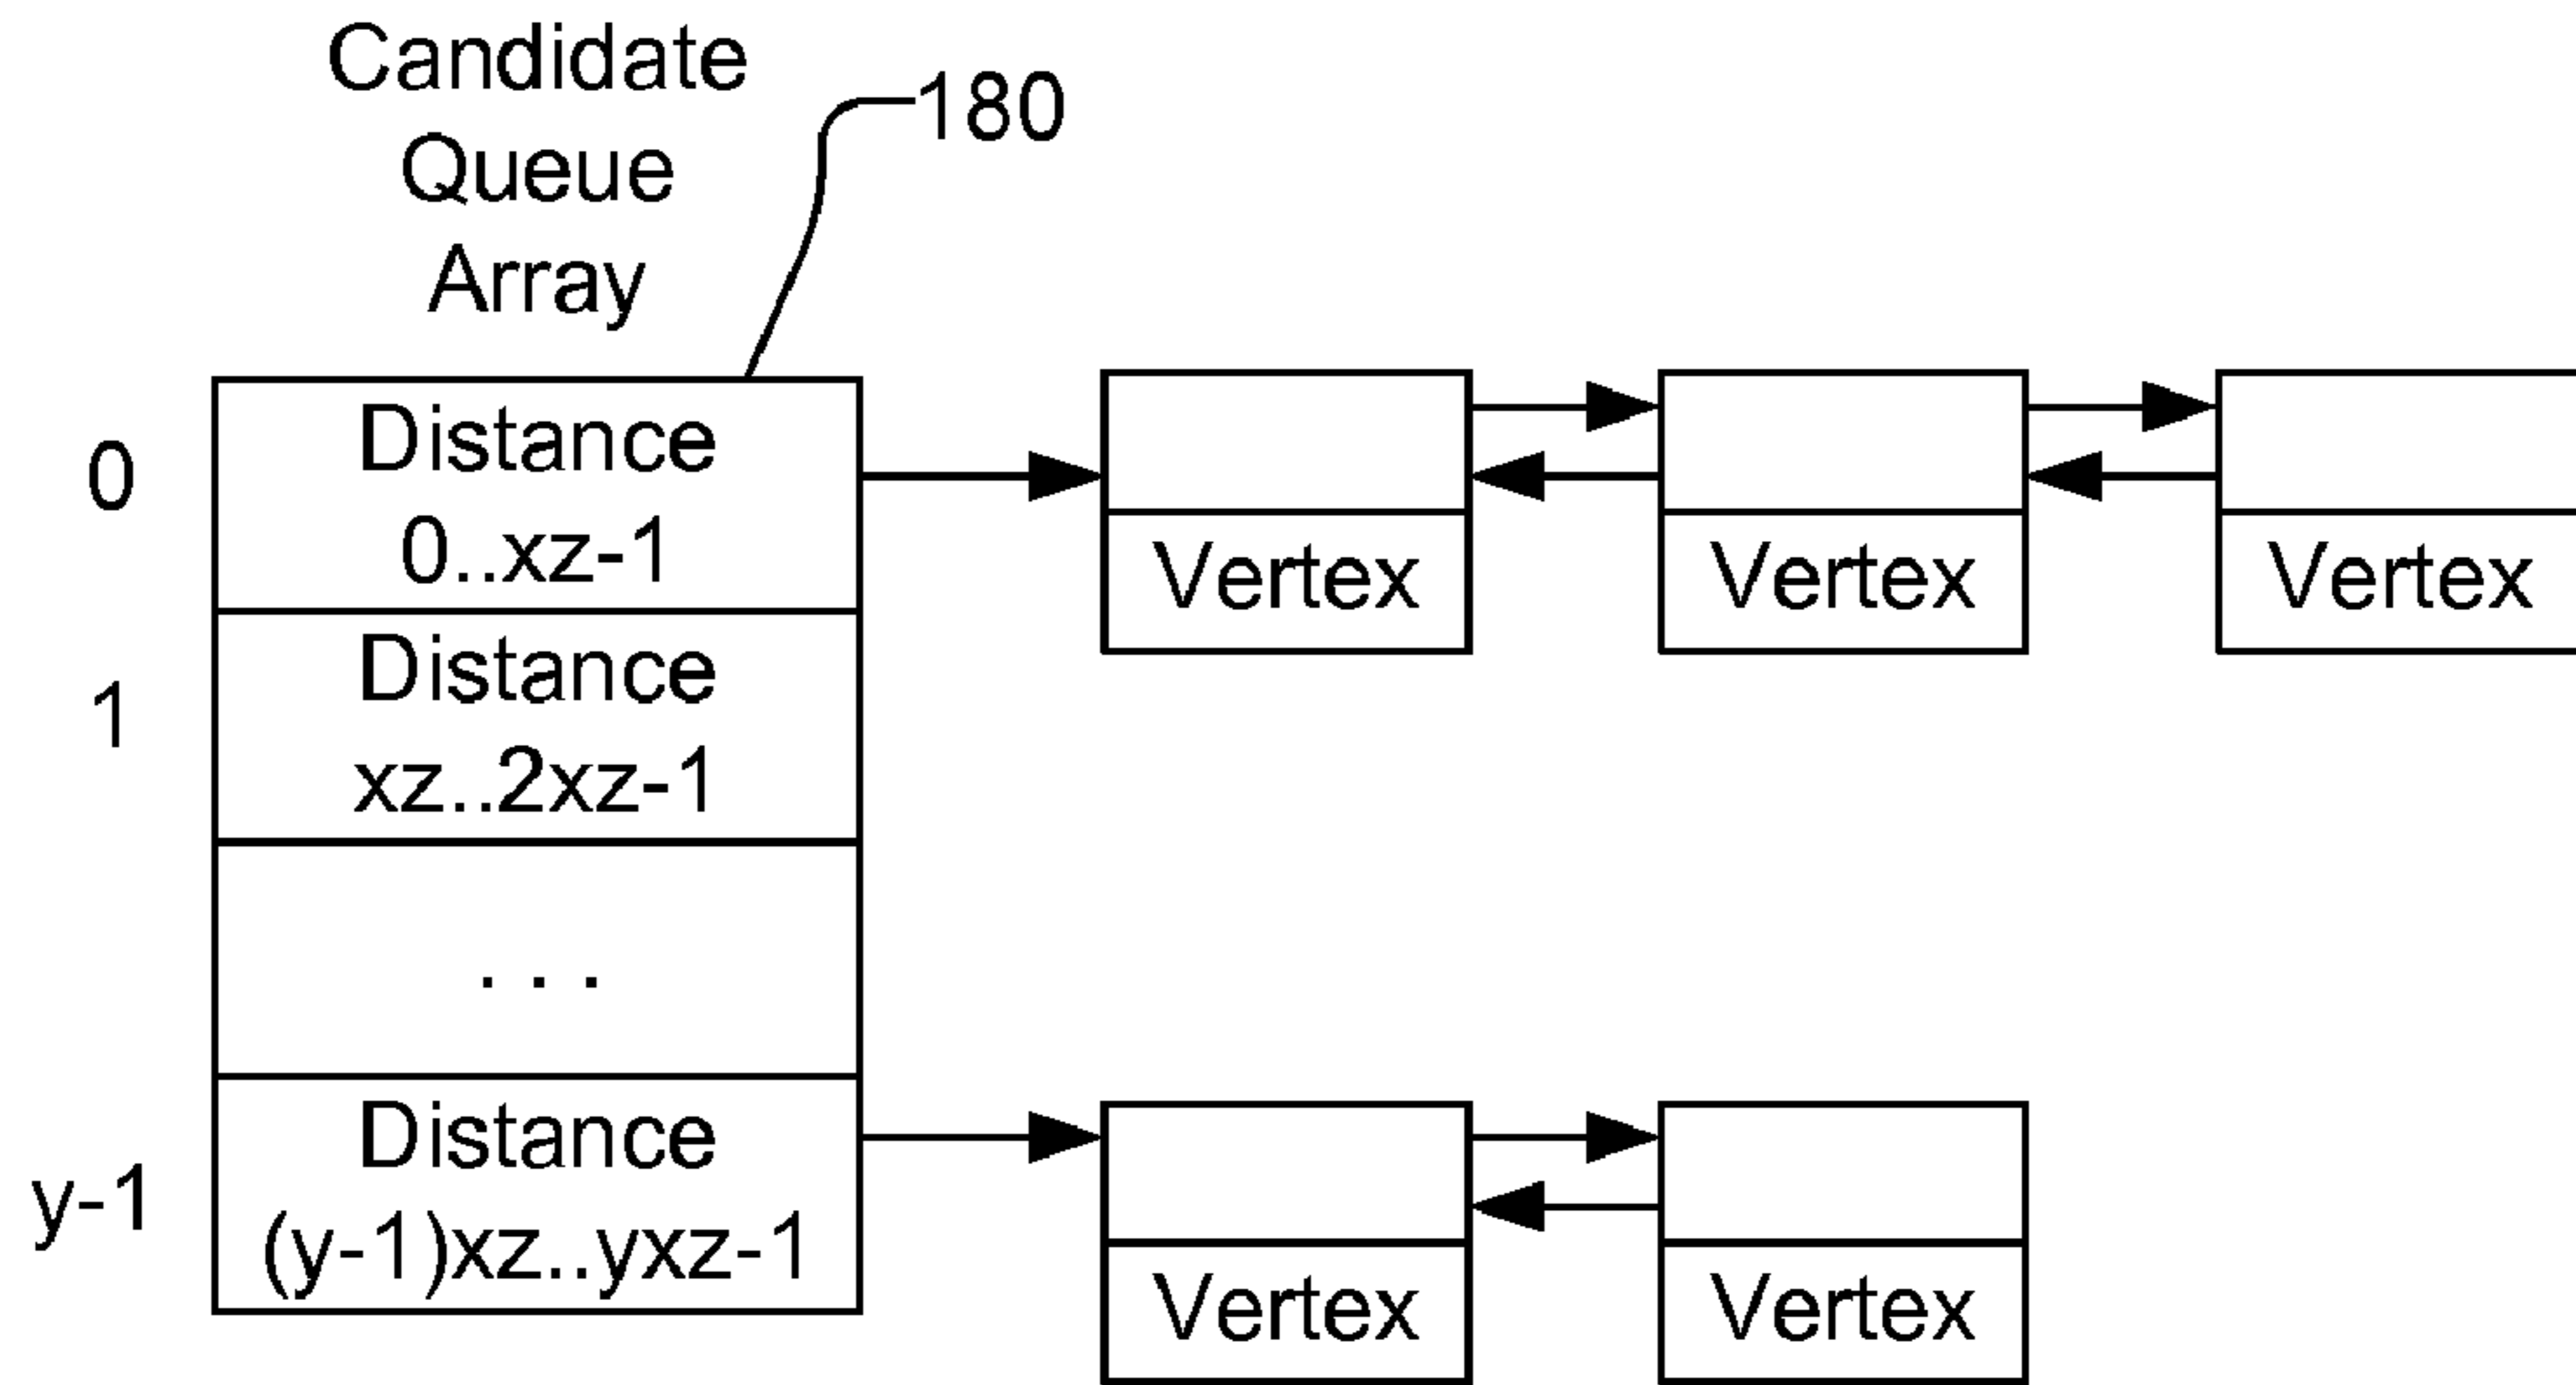 Candidate
Queue
Array
180
0
Distance
0..xz-1
Vertex
Vertex
Vertex
1
Distance
xz..2xz-1
. . .
y-1
Distance
(y-1)xz..yxz-1
Vertex
Vertex